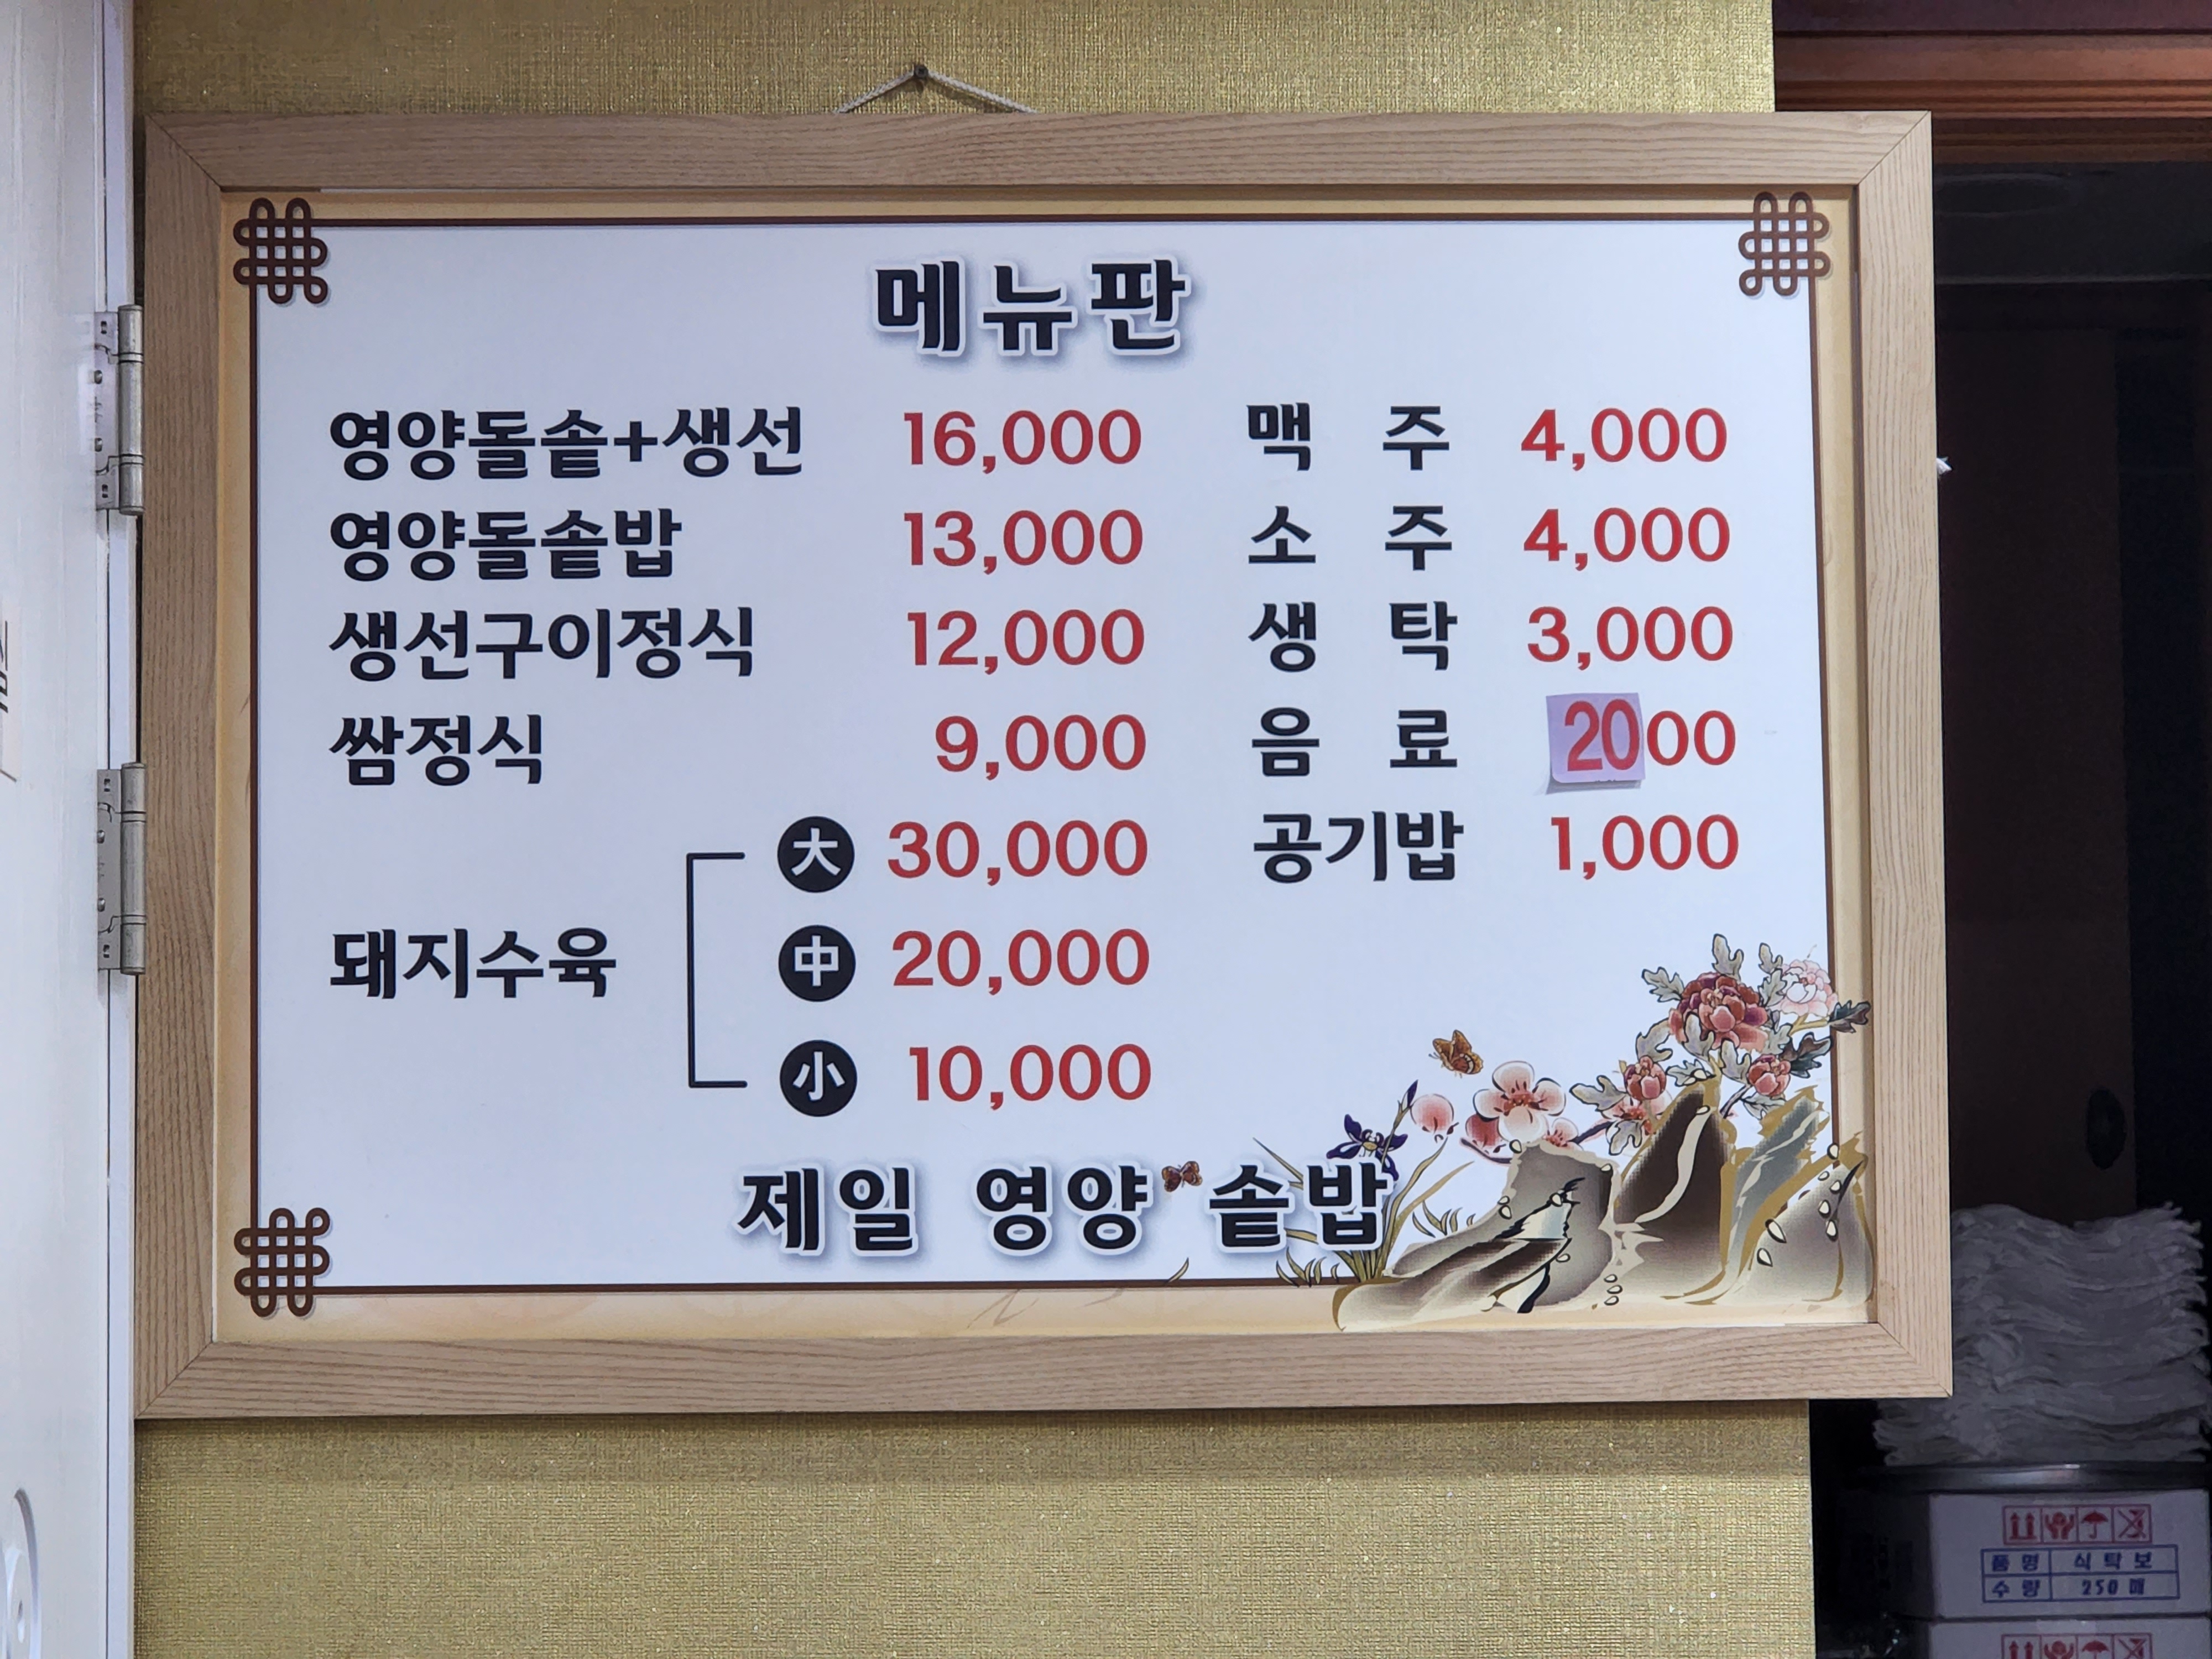 메뉴판
영양돌솥+생선 16,000
영양돌솥밥 13,000
생선구이정식 12,000
쌈정식 9,000
돼지수육
大 30,000
中 20,000
小 10,000
맥 주 4,000
소 주 4,000
생 탁 3,000
음 료 2000
공기밥 1,000
제일 영양 솥밥
품명 식탁보
수량 250매